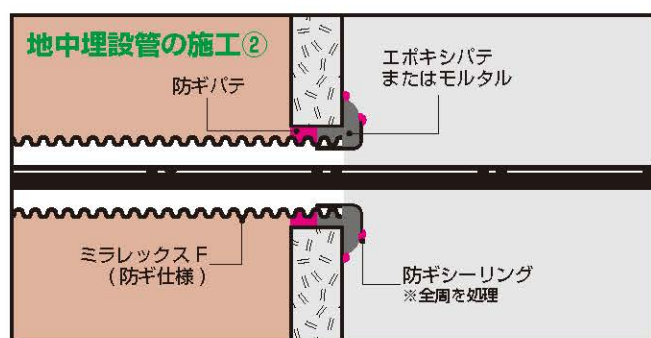 地中埋設管の施工②
防ギパテ
エポキシパテ
またはモルタル
ミラレックスF
(防ギ仕様)
防ギシーリング
※全周を処理